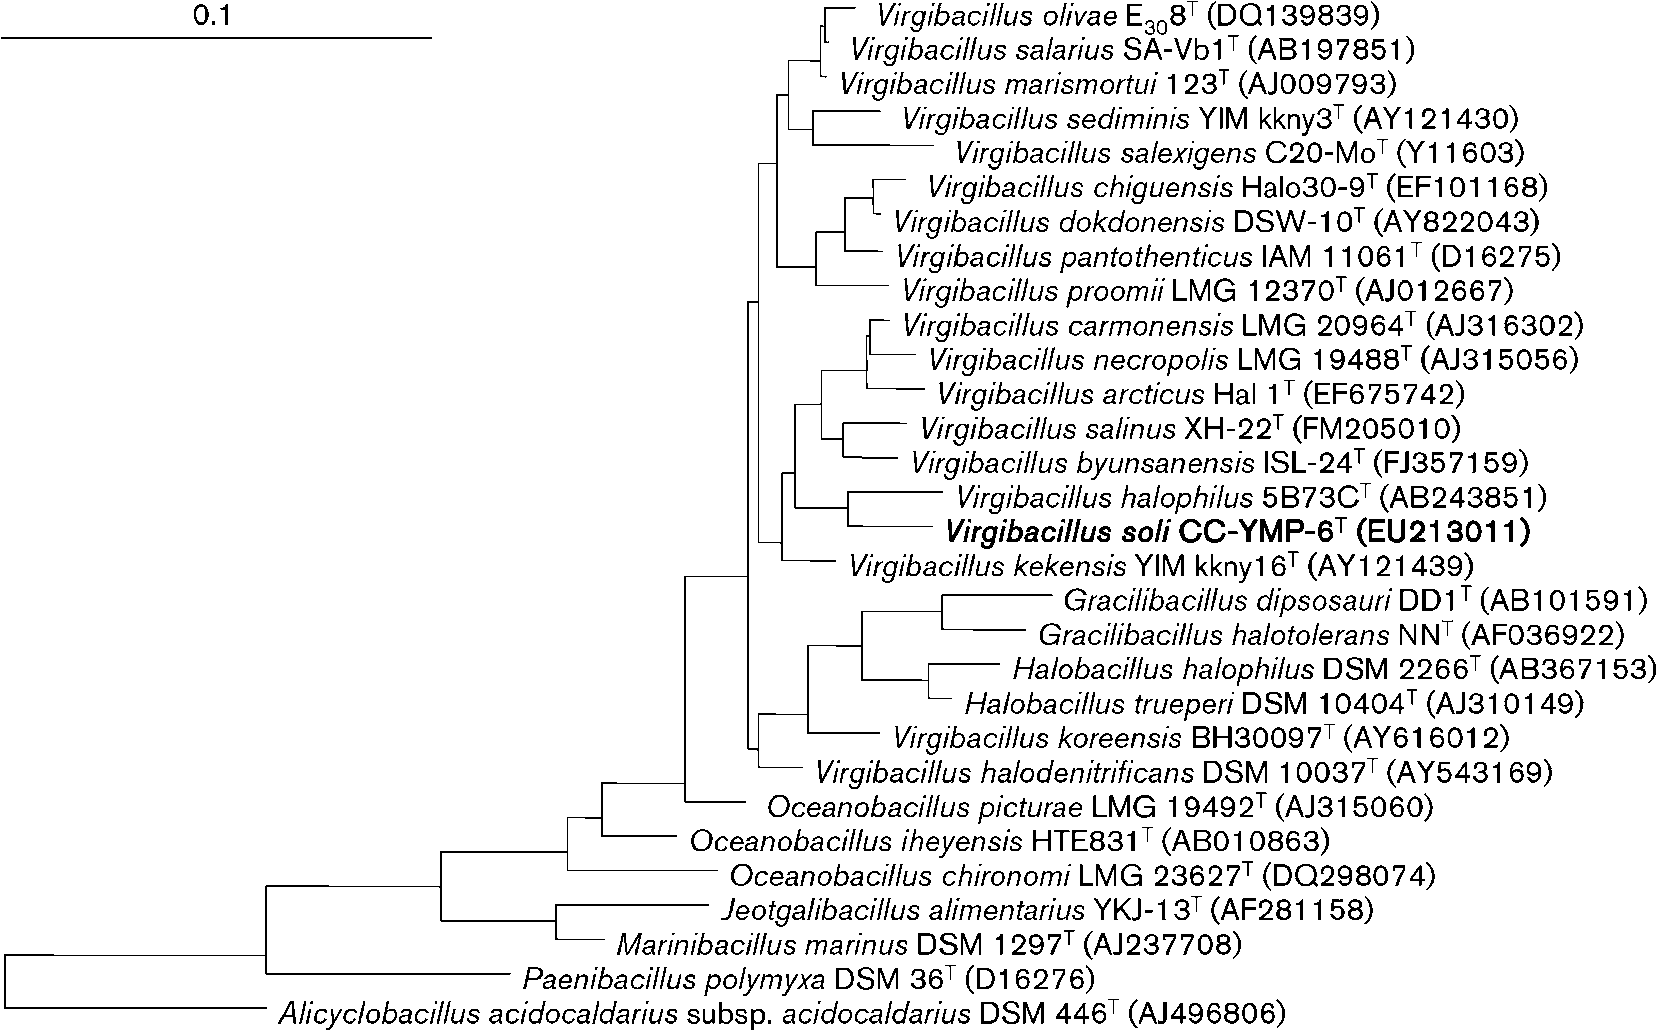 0.1
Virgibacillus olivae E308T (DQ139839)
Virgibacillus salarius SA-Vb1T (AB197851)
Virgibacillus marismortui 123T (AJ009793)
Virgibacillus sediminis YIM kkny3T (AY121430)
Virgibacillus salexigens C20-MoT (Y11603)
Virgibacillus chiguensis Halo30-9T (EF101168)
Virgibacillus dokdonensis DSW-10T (AY822043)
Virgibacillus pantothenticus IAM 11061T (D16275)
Virgibacillus proomii LMG 12370T (AJ012667)
Virgibacillus carmonensis LMG 20964T (AJ316302)
Virgibacillus necropolis LMG 19488T (AJ315056)
Virgibacillus arcticus Hal 1T (EF675742)
Virgibacillus salinus XH-22T (FM205010)
Virgibacillus byunsanensis ISL-24T (FJ357159)
Virgibacillus halophilus 5B73CT (AB243851)
Virgibacillus soli CC-YMP-6T (EU213011)
Virgibacillus kekensis YIM kkny16T (AY121439)
Gracilibacillus dipsosauri DD1T (AB101591)
Gracilibacillus halotolerans NNT (AF036922)
Halobacillus halophilus DSM 2266T (AB367153)
Halobacillus trueperi DSM 10404T (AJ310149)
Virgibacillus koreensis BH30097T (AY616012)
Virgibacillus halodenitrificans DSM 10037T (AY543169)
Oceanobacillus picturae LMG 19492T (AJ315060)
Oceanobacillus iheyensis HTE831T (AB010863)
Oceanobacillus chironomi LMG 23627T (DQ298074)
Jeotgalibacillus alimentarius YKJ-13T (AF281158)
Marinibacillus marinus DSM 1297T (AJ237708)
Paenibacillus polymyxa DSM 36T (D16276)
Alicyclobacillus acidocaldarius subsp. acidocaldarius DSM 446T (AJ496806)